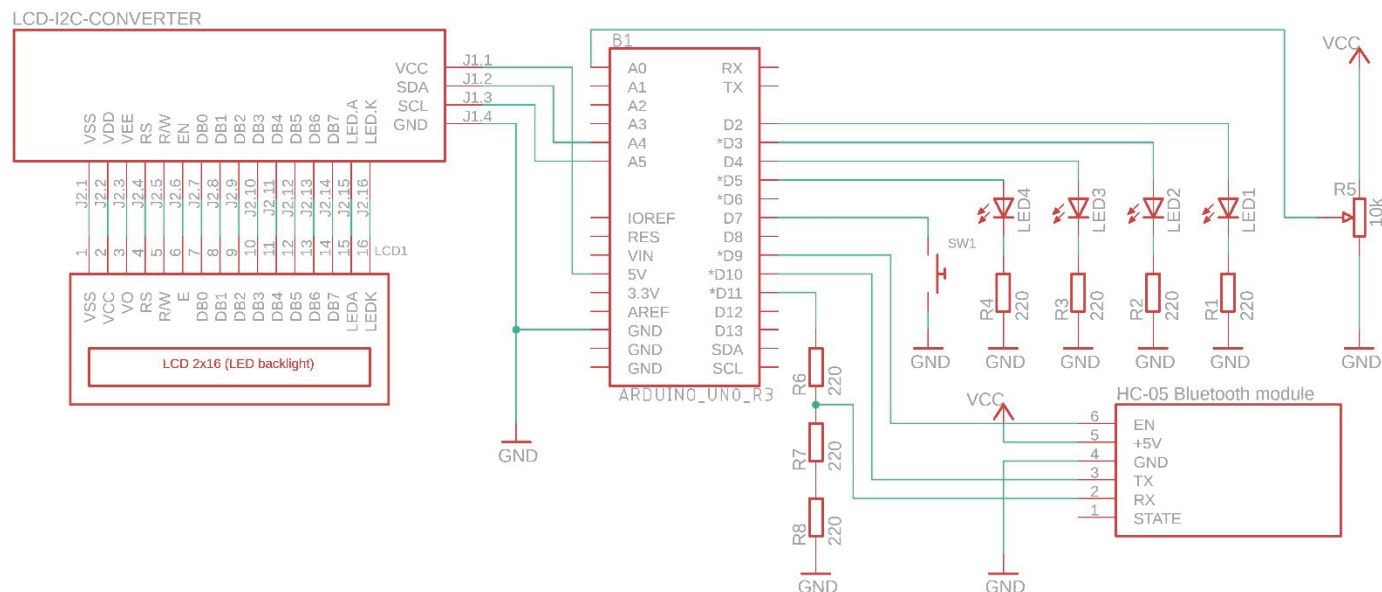 LCD-I2C-CONVERTER
VCC J1.1
SDA J1.2
SCL J1.3
GND J1.4
VSS VDD VEE RS R/W EN DB0 DB1 DB2 DB3 DB4 DB5 DB6 DB7 LED.A LED.K
J2.1 J2.2 J2.3 J2.4 J2.5 J2.6 J2.7 J2.8 J2.9 J2.10 J2.11 J2.12 J2.13 J2.14 J2.15 J2.16
1 2 3 4 5 6 7 8 9 10 11 12 13 14 15 16 LCD1
VSS VCC VO RS R/W E DB0 DB1 DB2 DB3 DB4 DB5 DB6 DB7 LEDA LEDK
LCD 2x16 (LED backlight)
GND
B1
A0 RX
A1 TX
A2
A3 D2
A4 *D3
A5 D4
*D5
*D6
IOREF D7
RES D8
VIN *D9
5V *D10
3.3V *D11
AREF D12
GND D13
GND SDA
GND SCL
ARDUINO_UNO_R3
SW1
GND
LED4 LED3 LED2 LED1
R4 220 R3 220 R2 220 R1 220
GND GND GND GND
VCC
R5
10k
GND
R6 220
R7 220
R8 220
GND
VCC
GND
HC-05 Bluetooth module
6 EN
5 +5V
4 GND
3 TX
2 RX
1 STATE